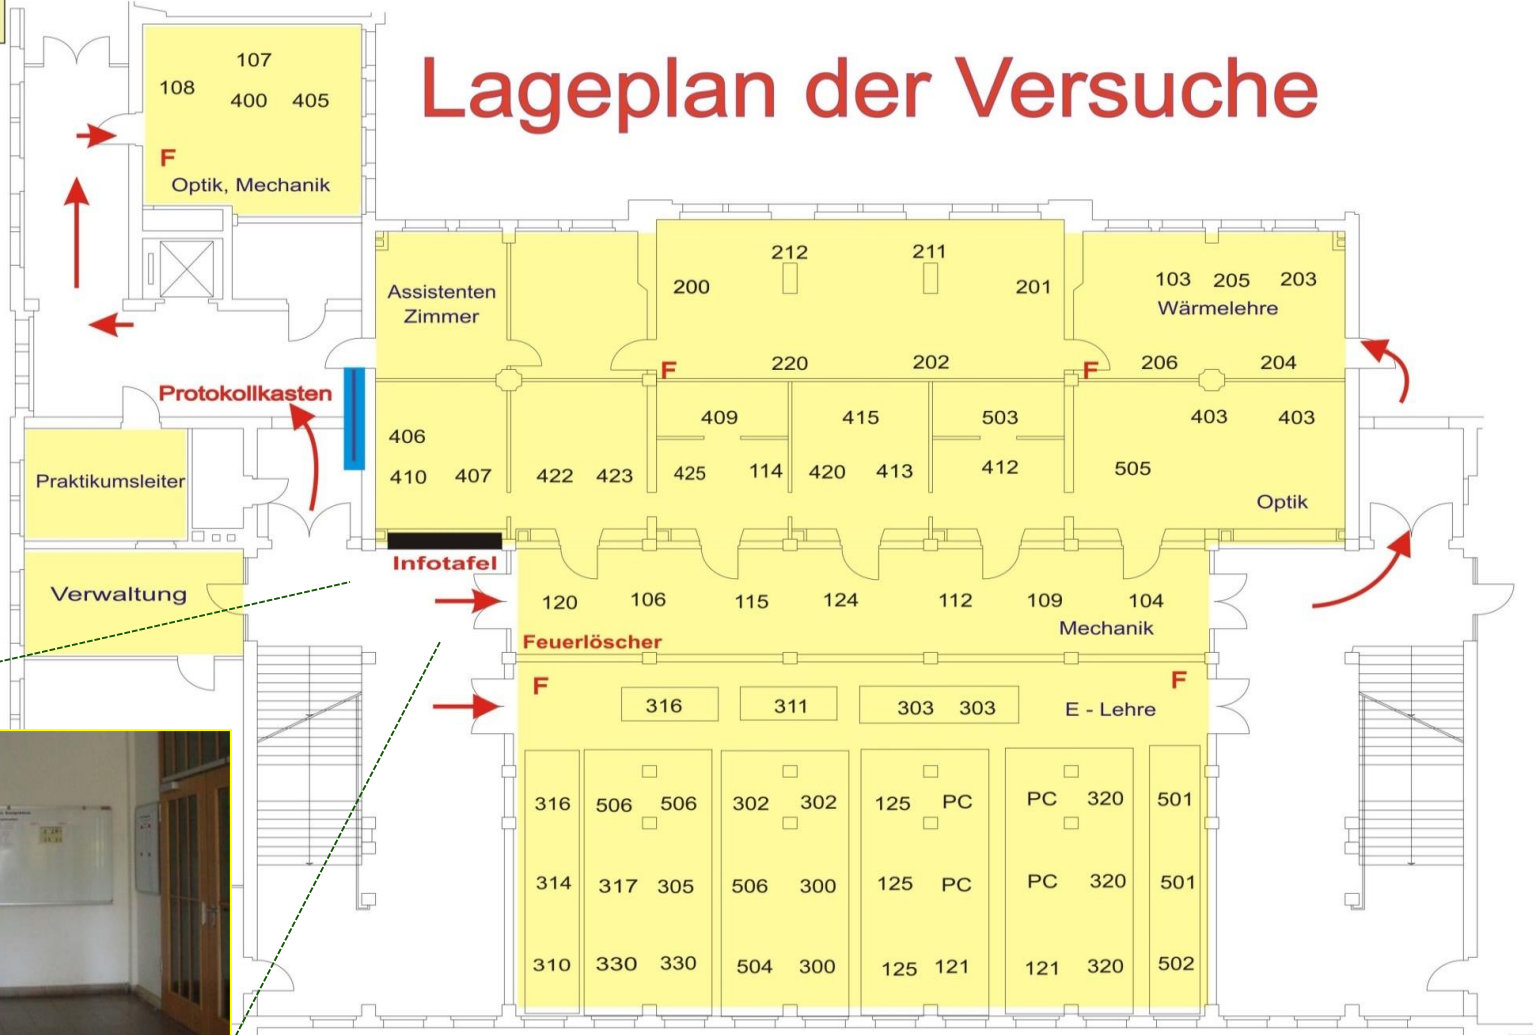 Lageplan der Versuche
107
108
400 405
F
Optik, Mechanik
Assistenten
Zimmer
212 211
200 201
220 202
F
103 205 203
Wärmelehre
F 206 204
Protokollkasten
Praktikumsleiter
Verwaltung
406
410 407
422 423
409
425 114
415
420 413
503
412
403 403
505
Optik
Infotafel
120 106 115 124 112 109 104
Mechanik
Feuerlöscher
F F
316 311 303 303 E - Lehre
316 506 506 302 302 125 PC PC 320 501
314 317 305 506 300 125 PC PC 320 501
310 330 330 504 300 125 121 121 320 502